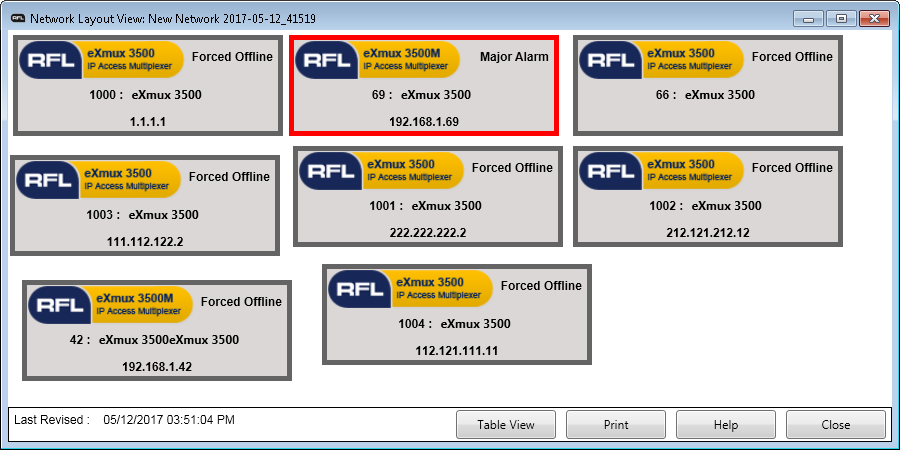 RFL Network Layout View: New Network 2017-05-12_41519
RFL eXmux 3500 IP Access Multiplexer Forced Offline
1000 : eXmux 3500
1.1.1.1
RFL eXmux 3500M IP Access Multiplexer Major Alarm
69 : eXmux 3500
192.168.1.69
RFL eXmux 3500 IP Access Multiplexer Forced Offline
66 : eXmux 3500
RFL eXmux 3500 IP Access Multiplexer Forced Offline
1003 : eXmux 3500
111.112.122.2
RFL eXmux 3500 IP Access Multiplexer Forced Offline
1001 : eXmux 3500
222.222.222.2
RFL eXmux 3500 IP Access Multiplexer Forced Offline
1002 : eXmux 3500
212.121.212.12
RFL eXmux 3500M IP Access Multiplexer Forced Offline
42 : eXmux 3500eXmux 3500
192.168.1.42
RFL eXmux 3500 IP Access Multiplexer Forced Offline
1004 : eXmux 3500
112.121.111.11
Last Revised : 05/12/2017 03:51:04 PM
Table View
Print
Help
Close